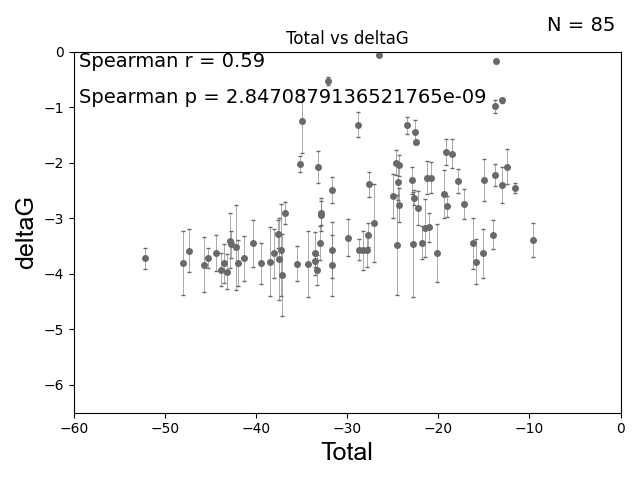 N = 85
Total vs deltaG
Spearman r = 0.59
Spearman p = 2.8470879136521765e-09
0
−1
−2
−3
−4
−5
−6
deltaG
−60 −50 −40 −30 −20 −10 0
Total